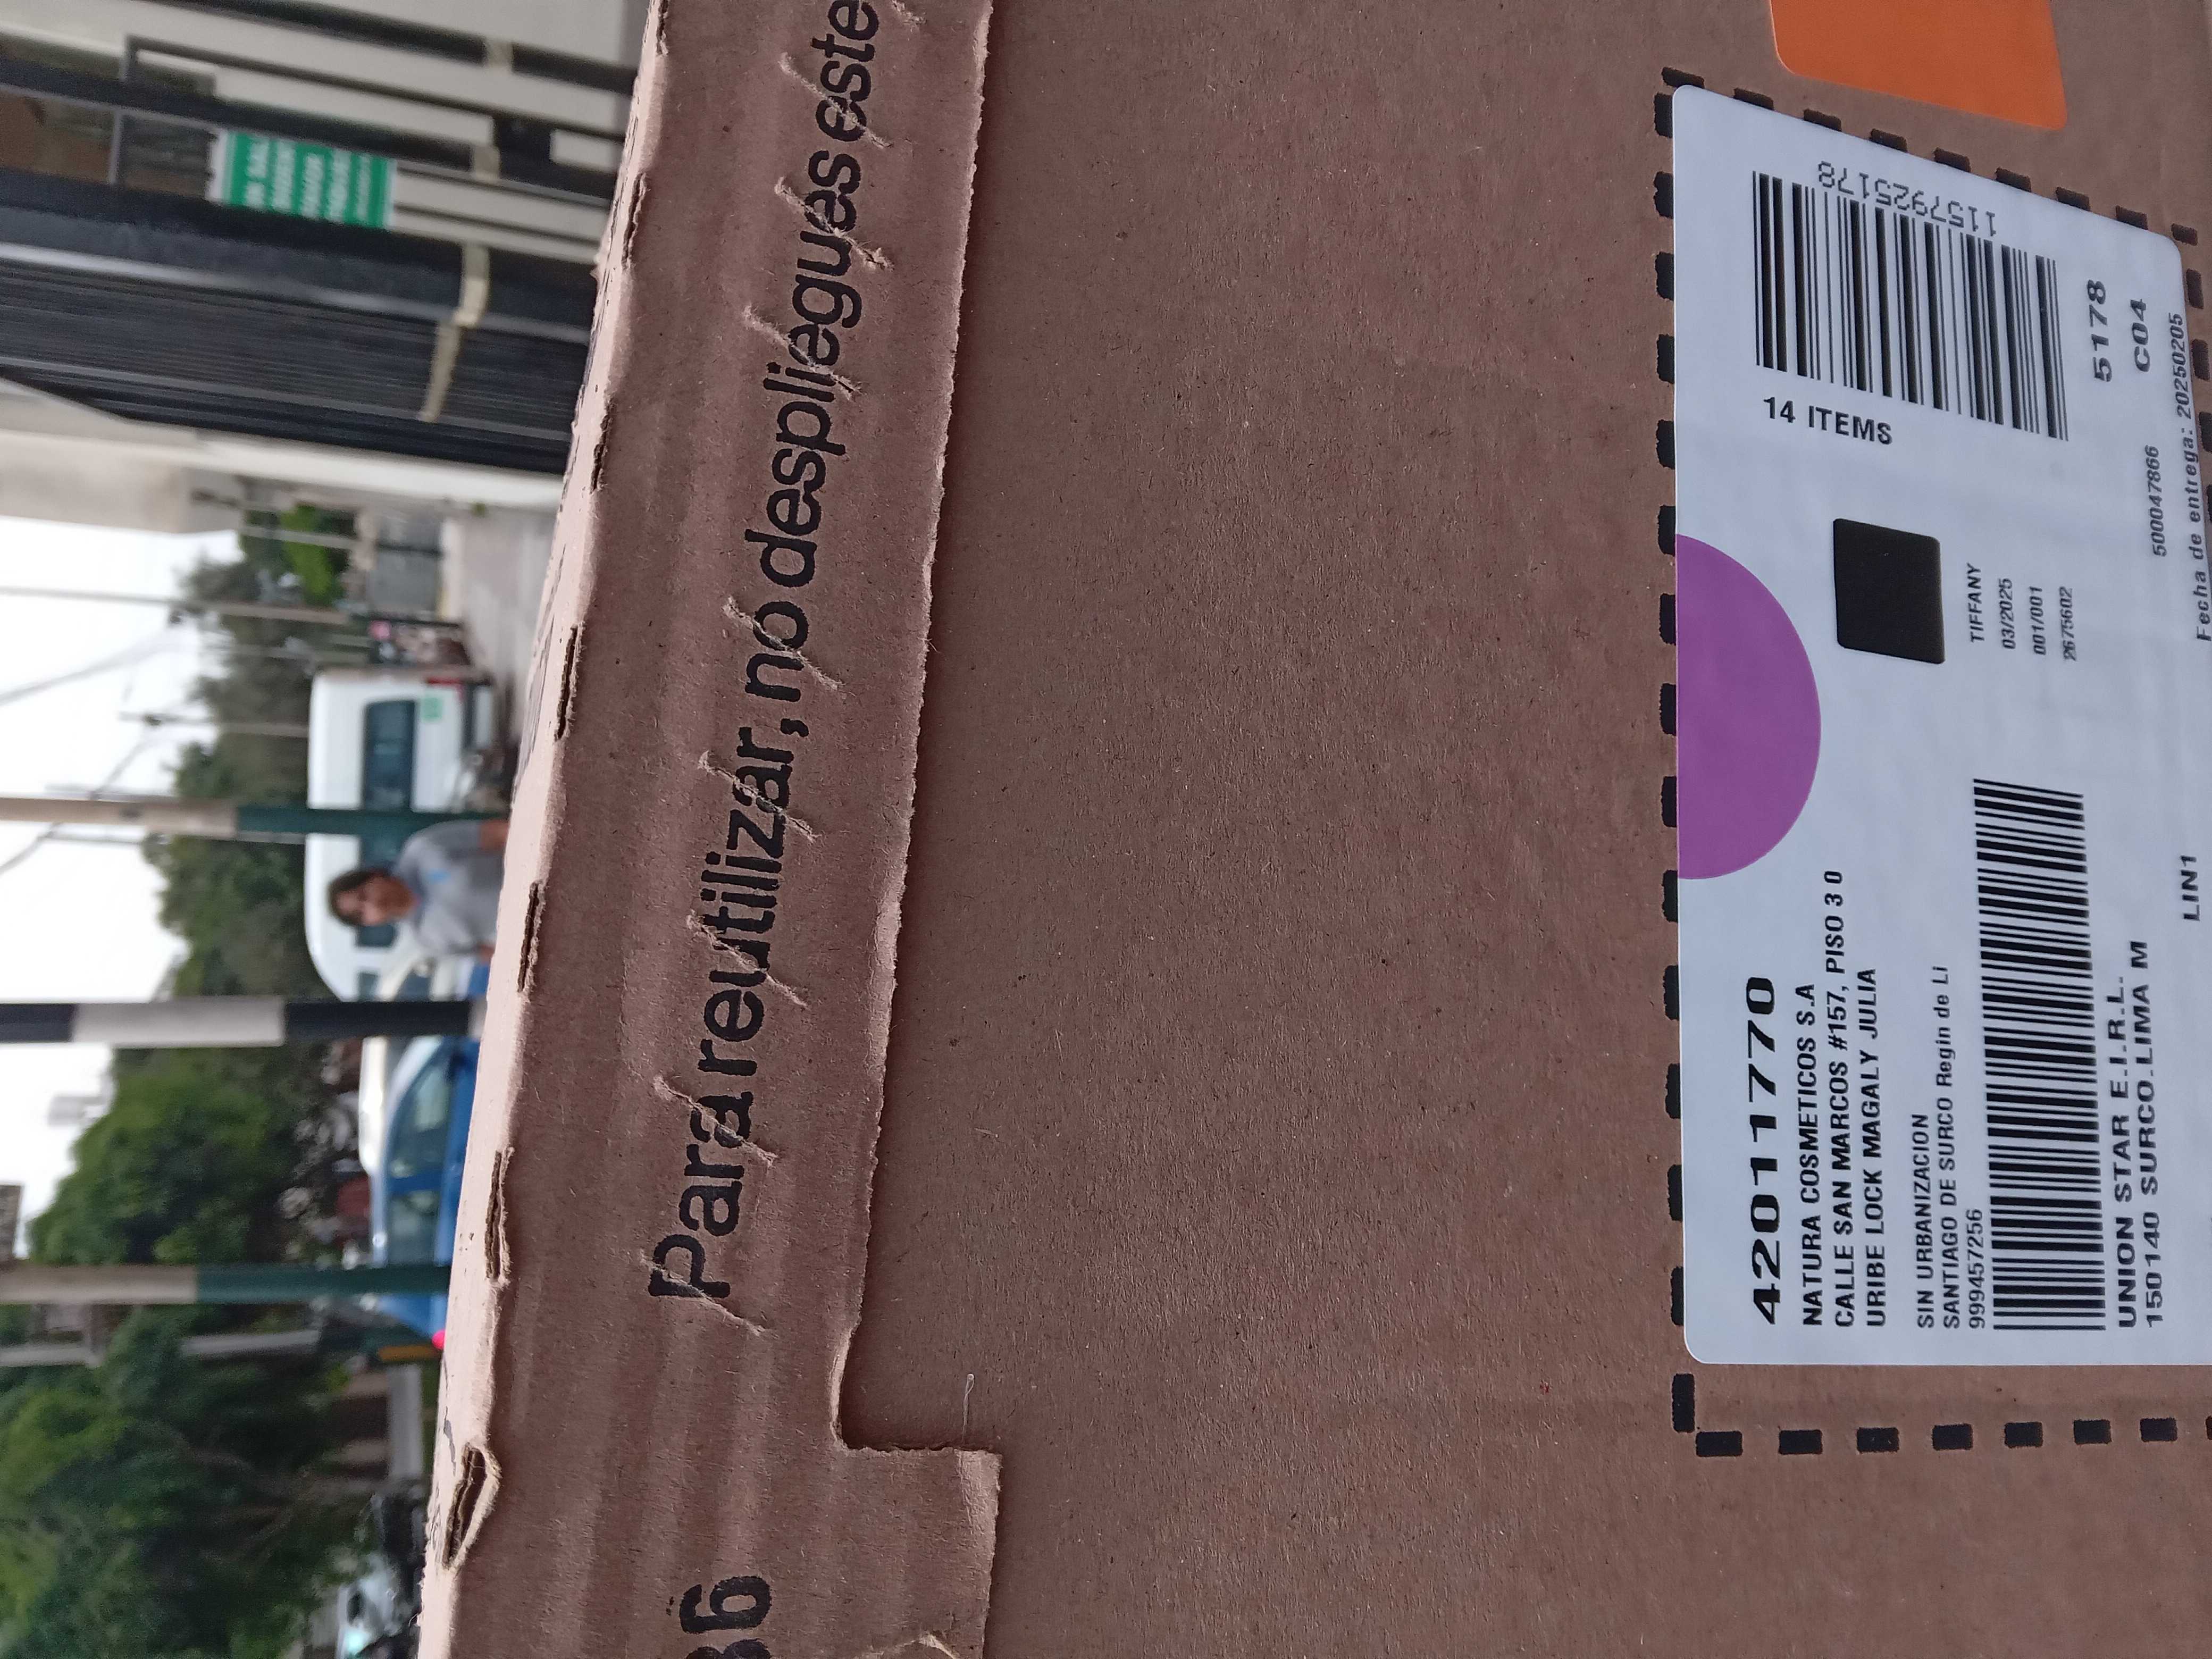 Para reutilizar, no despliegues este
36
42011770
NATURA COSMETICOS S.A
CALLE SAN MARCOS #157, PISO 3 0
URIBE LOCK MAGALY JULIA
SIN URBANIZACION
SANTIAGO DE SURCO Regin de Li
999457256
UNION STAR E.I.R.L.
150140 SURCO.LIMA M
LIN1
14 ITEMS
1157925178
TIFFANY
03/2025
001/001
2675602
5178
C04
500047866
Fecha de entrega: 20250205